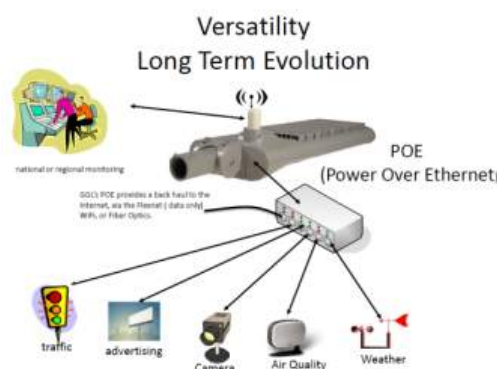 Versatility
Long Term Evolution
POE
(Power Over Ethernet)
national or regional monitoring
GGL's POE provides a back haul to the
Internet, via the Meenet ( data only)
WiFi, or Fiber Optics.
traffic
advertising
Camera
Air Quality
Weather